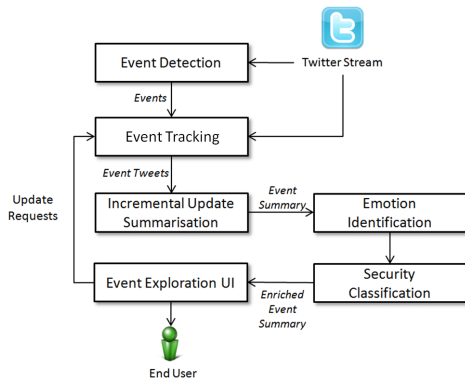 Event Detection
Twitter Stream
Events
Event Tracking
Event Tweets
Update
Requests
Incremental Update
Summarisation
Event
Summary
Emotion
Identification
Event Exploration UI
Enriched
Event
Summary
Security
Classification
End User